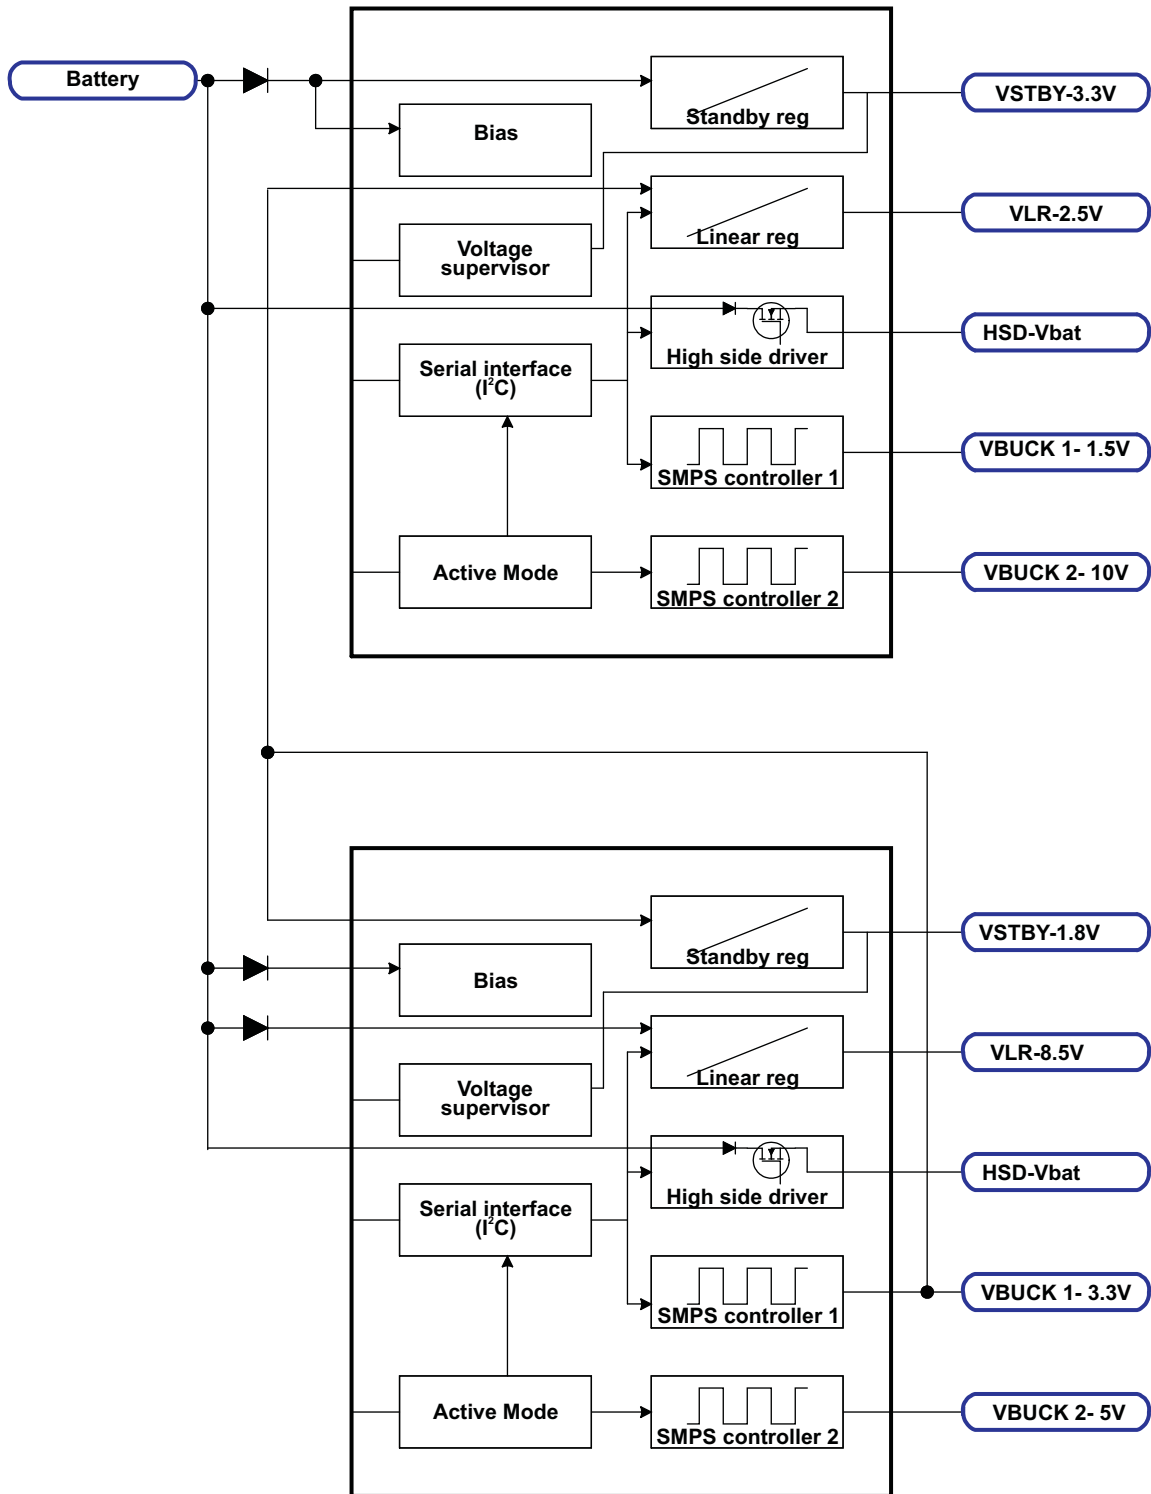 Battery
Standby reg
VSTBY-3.3V
Bias
Linear reg
VLR-2.5V
Voltage
supervisor
High side driver
HSD-Vbat
Serial interface
(I²C)
SMPS controller 1
VBUCK 1- 1.5V
Active Mode
SMPS controller 2
VBUCK 2- 10V
Standby reg
VSTBY-1.8V
Bias
Linear reg
VLR-8.5V
Voltage
supervisor
High side driver
HSD-Vbat
Serial interface
(I²C)
SMPS controller 1
VBUCK 1- 3.3V
Active Mode
SMPS controller 2
VBUCK 2- 5V